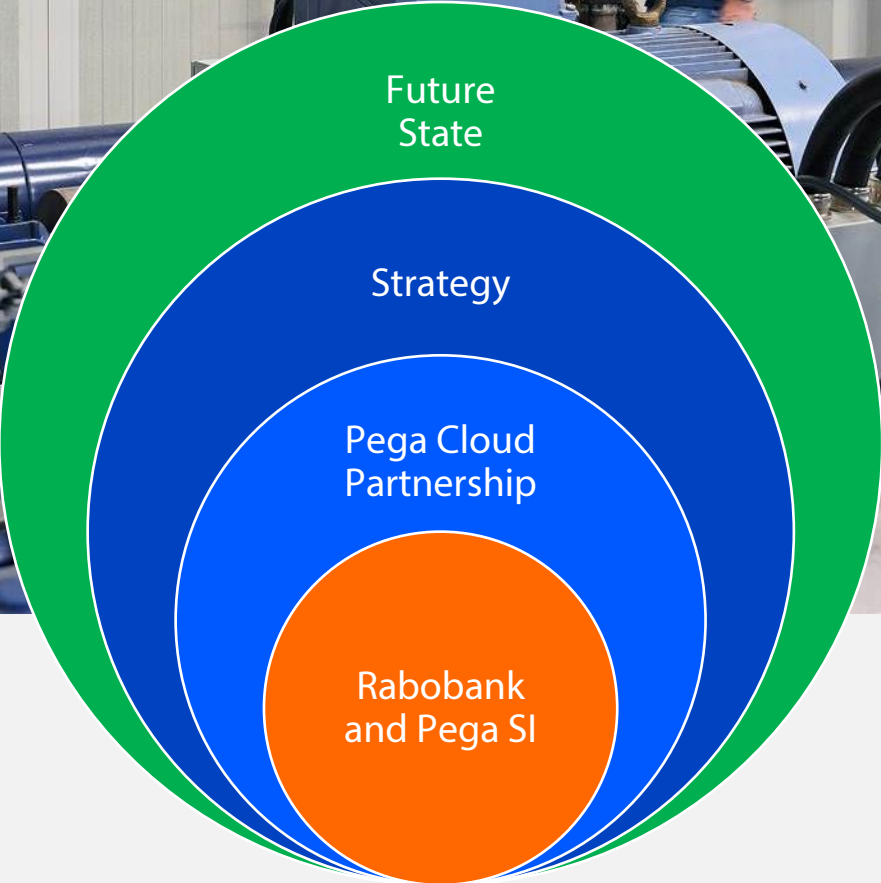 Future
State
Strategy
Pega Cloud
Partnership
Rabobank
and Pega SI